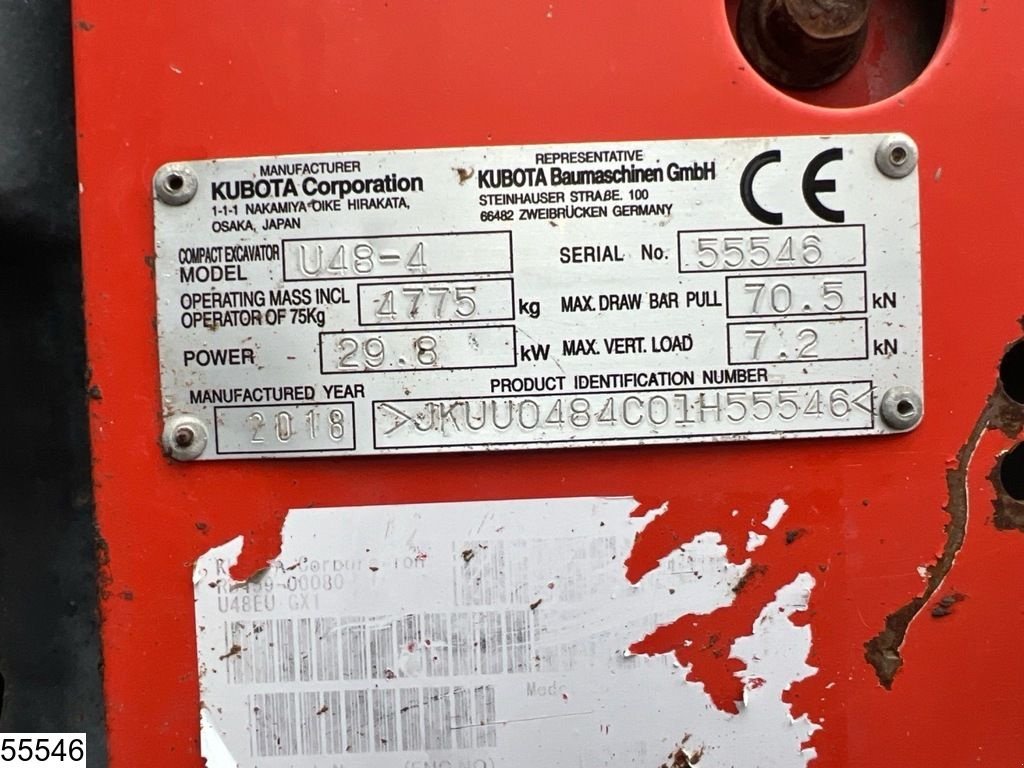 MANUFACTURER
KUBOTA Corporation
1-1-1 NAKAMIYA OIKE HIRAKATA,
OSAKA, JAPAN
REPRESENTATIVE
KUBOTA Baumaschinen GmbH
STEINHAUSER STRAßE. 100
66482 ZWEIBRÜCKEN GERMANY
CE
COMPACT EXCAVATOR
MODEL U48-4
SERIAL No. 55546
OPERATING MASS INCL
OPERATOR OF 75Kg 4775 kg
MAX. DRAW BAR PULL 70.5 kN
POWER 29.8 kW
MAX. VERT. LOAD 7.2 kN
MANUFACTURED YEAR
2018
PRODUCT IDENTIFICATION NUMBER
>JKUU0484C01H55546<
U48EU GX1
55546